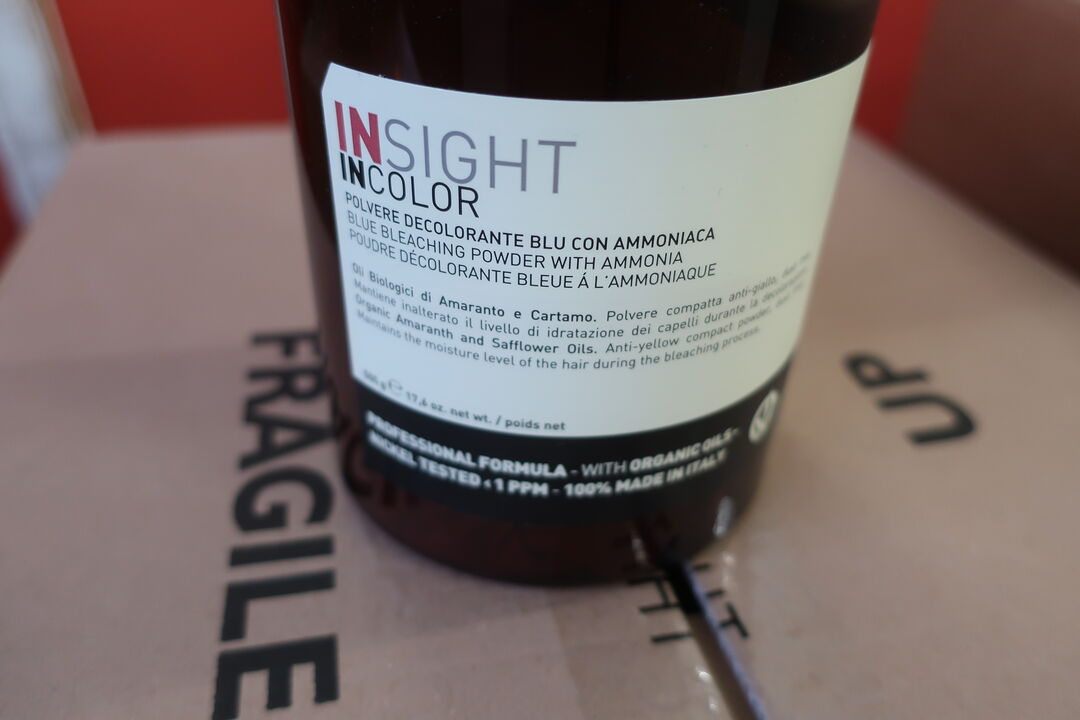 INSIGHT
INCOLOR
POLVERE DECOLORANTE BLU CON AMMONIACA
BLUE BLEACHING POWDER WITH AMMONIA
POUDRE DÉCOLORANTE BLEUE Á L'AMMONIAQUE
Oli Biologici di Amaranto e Cartamo. Polvere compatta anti-giallo,
Mantiene inalterato il livello di idratazione dei capelli durante la
Organic Amaranth and Safflower Oils. Anti-yellow compact powder,
Maintains the moisture level of the hair during the bleaching process.
500 g ℮ 17,6 oz. net wt. / poids net
PROFESSIONAL FORMULA - WITH ORGANIC OILS -
NICKEL TESTED <1 PPM - 100% MADE IN ITALY
FRAGILE
UP